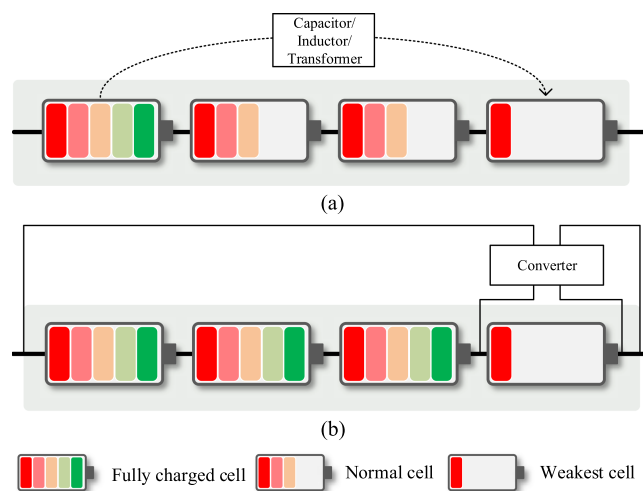 Capacitor/
Inductor/
Transformer
(a)
Converter
(b)
Fully charged cell
Normal cell
Weakest cell